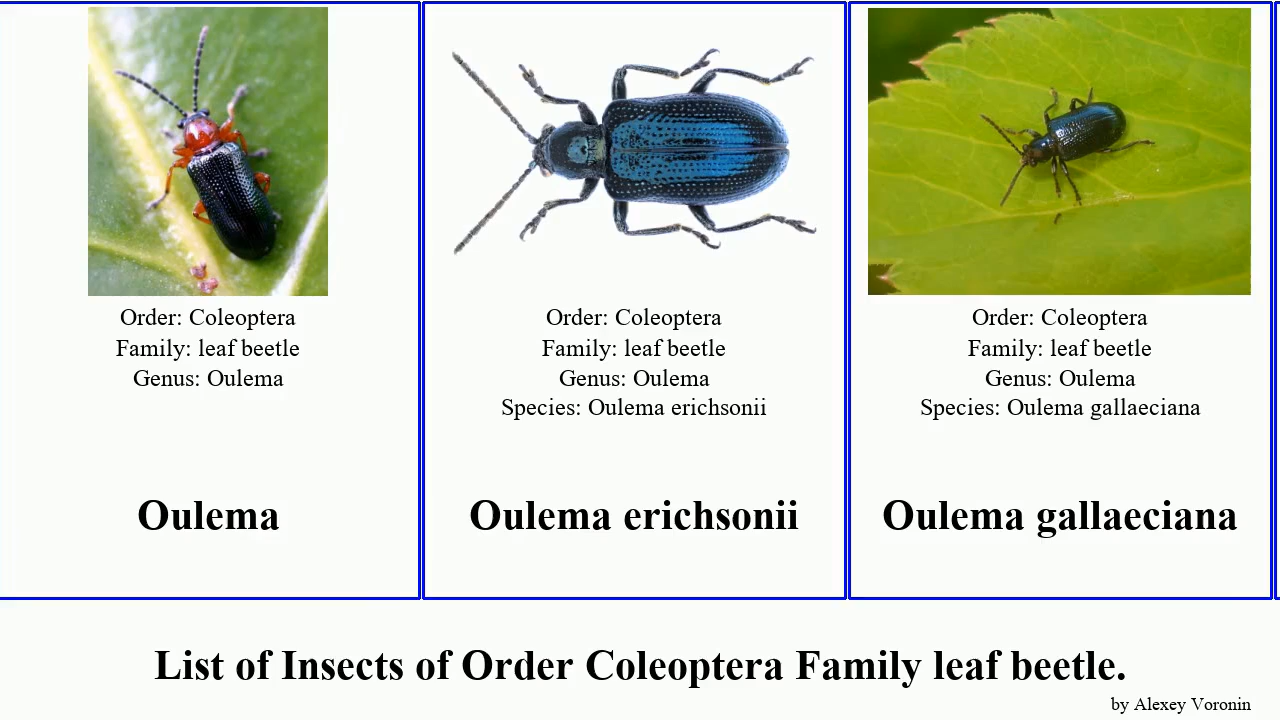 Order: Coleoptera
Family: leaf beetle
Genus: Oulema
Oulema
Order: Coleoptera
Family: leaf beetle
Genus: Oulema
Species: Oulema erichsonii
Oulema erichsonii
Order: Coleoptera
Family: leaf beetle
Genus: Oulema
Species: Oulema gallaeciana
Oulema gallaeciana
List of Insects of Order Coleoptera Family leaf beetle.
by Alexey Voronin